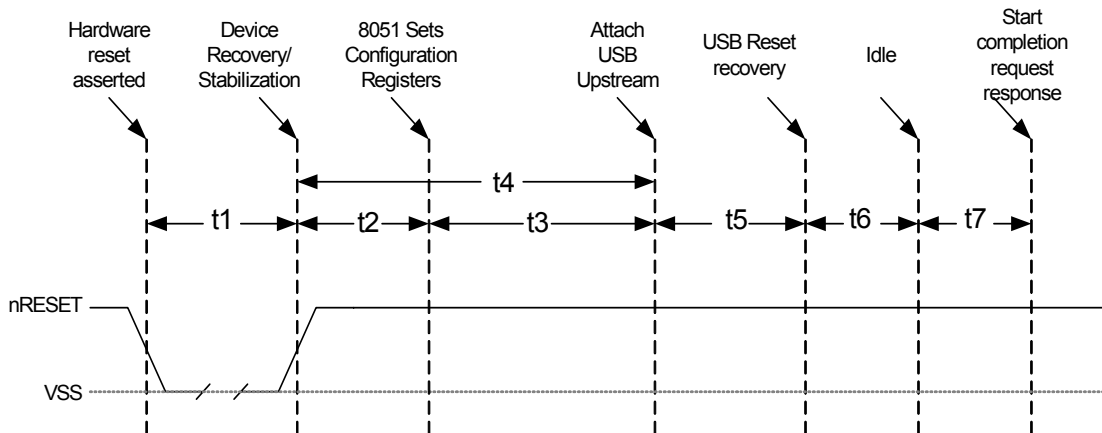 Hardware
reset
asserted
Device
Recovery/
Stabilization
8051 Sets
Configuration
Registers
Attach
USB
Upstream
USB Reset
recovery
Idle
Start
completion
request
response
t4
t1
t2
t3
t5
t6
t7
nRESET
VSS